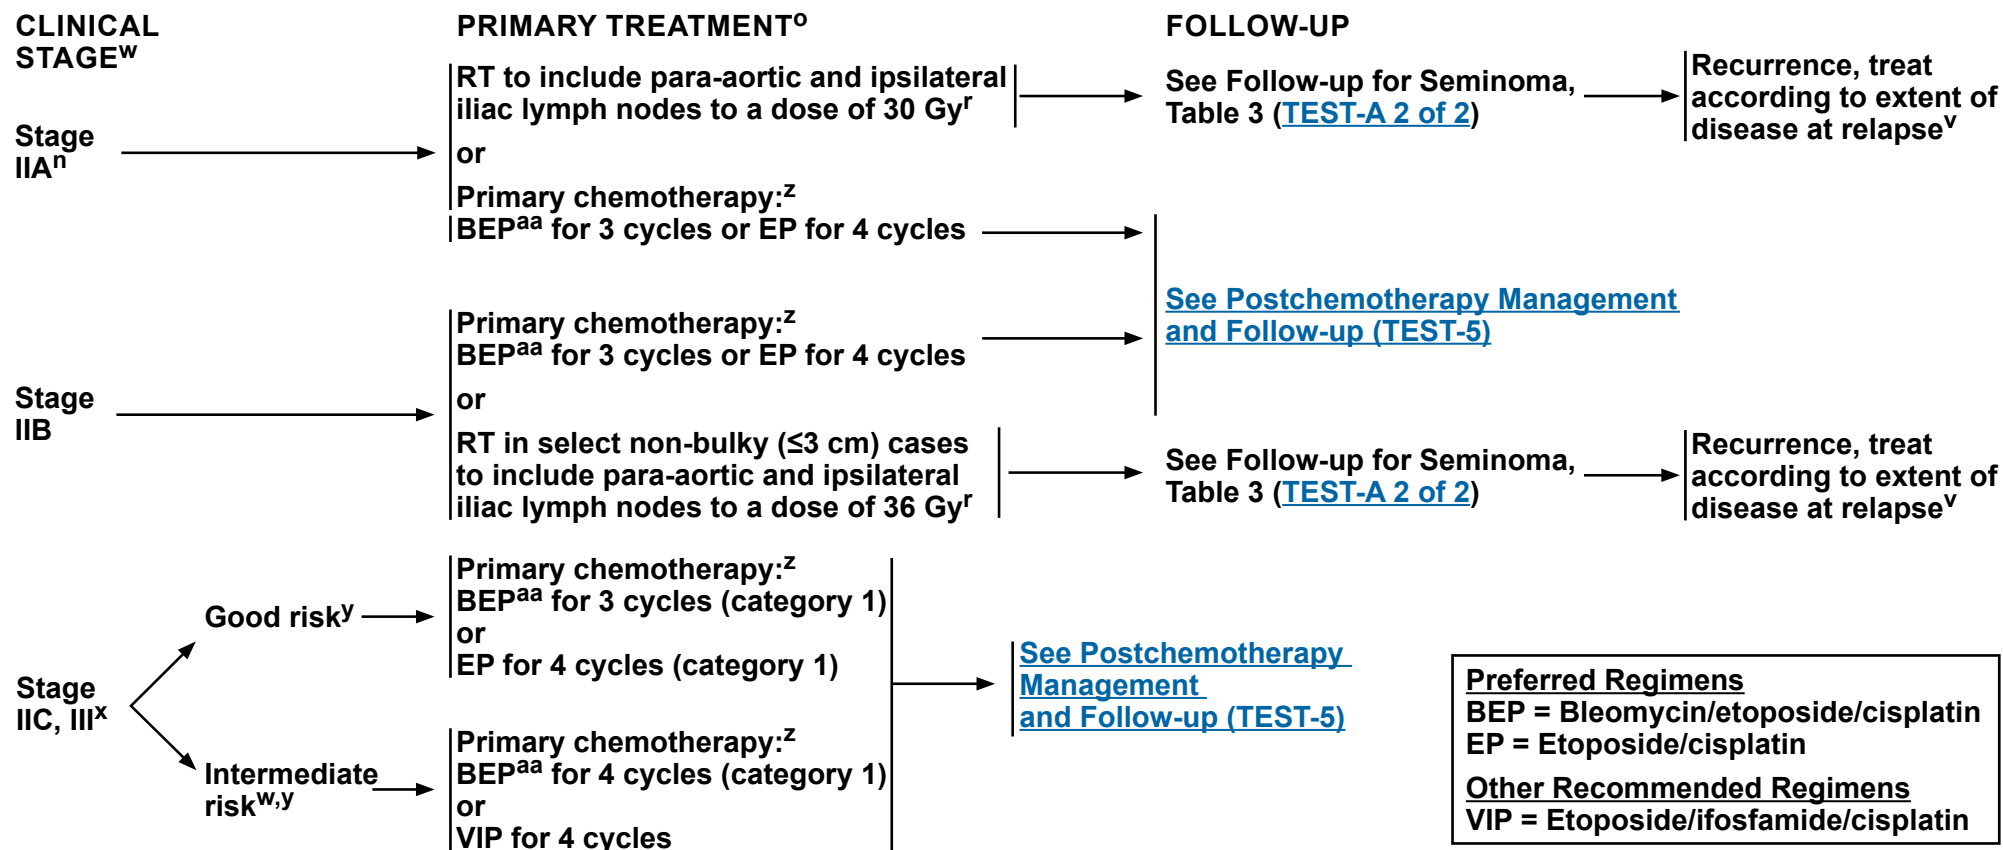 CLINICAL
STAGEʷ
PRIMARY TREATMENTᵒ
FOLLOW-UP
Stage
IIAⁿ
RT to include para-aortic and ipsilateral
iliac lymph nodes to a dose of 30 Gyʳ
or
Primary chemotherapy:ᶻ
BEPᵃᵃ for 3 cycles or EP for 4 cycles
See Follow-up for Seminoma,
Table 3 (TEST-A 2 of 2)
Recurrence, treat
according to extent of
disease at relapseᵛ
Stage
IIB
Primary chemotherapy:ᶻ
BEPᵃᵃ for 3 cycles or EP for 4 cycles
or
RT in select non-bulky (≤3 cm) cases
to include para-aortic and ipsilateral
iliac lymph nodes to a dose of 36 Gyʳ
See Postchemotherapy Management
and Follow-up (TEST-5)
See Follow-up for Seminoma,
Table 3 (TEST-A 2 of 2)
Recurrence, treat
according to extent of
disease at relapseᵛ
Stage
IIC, IIIˣ
Good riskʸ
Primary chemotherapy:ᶻ
BEPᵃᵃ for 3 cycles (category 1)
or
EP for 4 cycles (category 1)
Intermediate
riskʷ,ʸ
Primary chemotherapy:ᶻ
BEPᵃᵃ for 4 cycles (category 1)
or
VIP for 4 cycles
See Postchemotherapy
Management
and Follow-up (TEST-5)
Preferred Regimens
BEP = Bleomycin/etoposide/cisplatin
EP = Etoposide/cisplatin
Other Recommended Regimens
VIP = Etoposide/ifosfamide/cisplatin